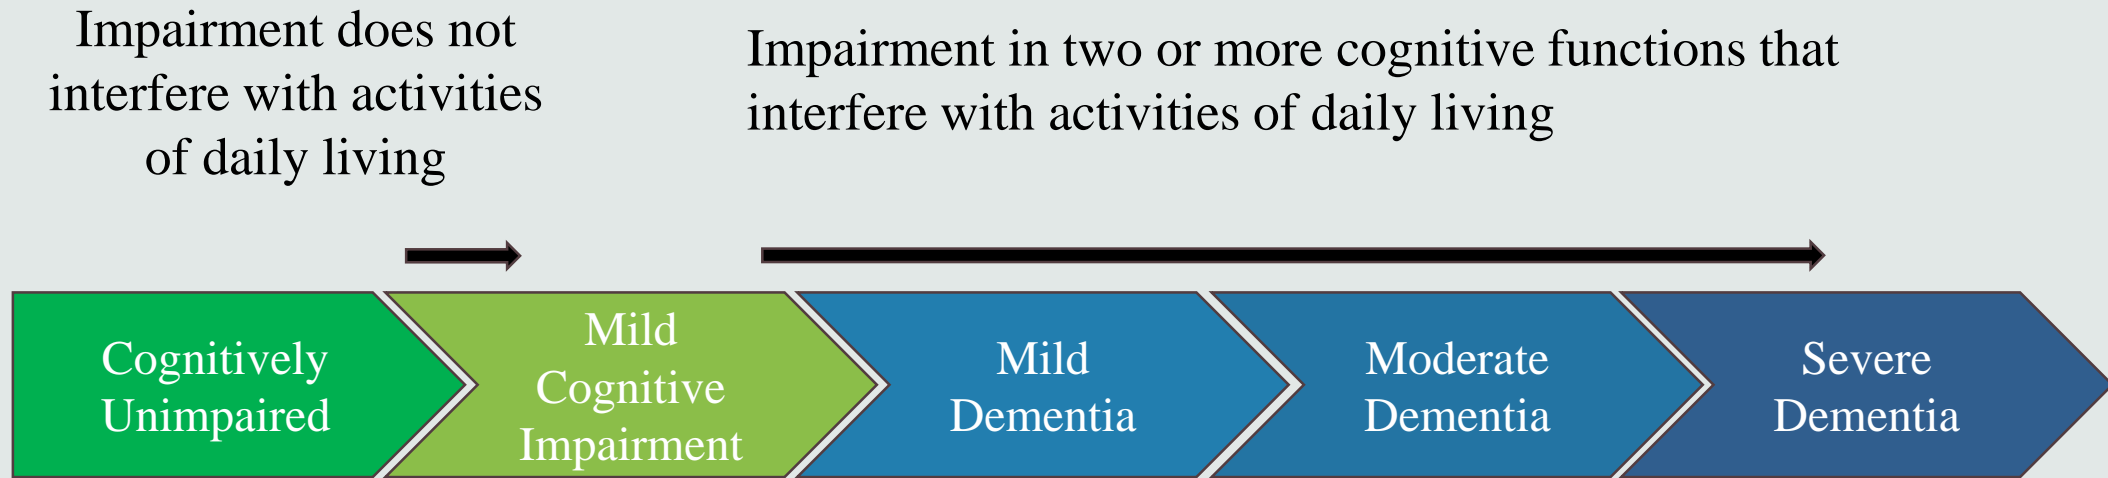 Impairment does not
interfere with activities
of daily living
Impairment in two or more cognitive functions that
interfere with activities of daily living
Cognitively
Unimpaired
Mild
Cognitive
Impairment
Mild
Dementia
Moderate
Dementia
Severe
Dementia